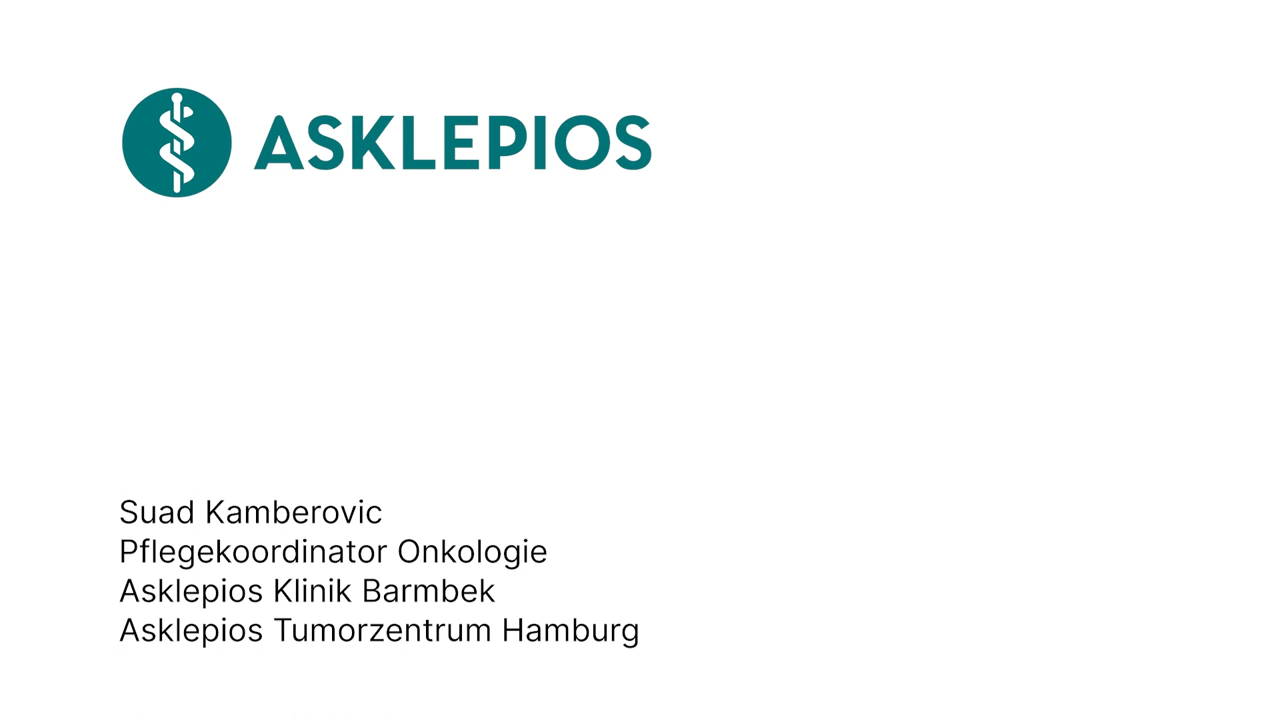 ASKLEPIOS
Suad Kamberovic
Pflegekoordinator Onkologie
Asklepios Klinik Barmbek
Asklepios Tumorzentrum Hamburg